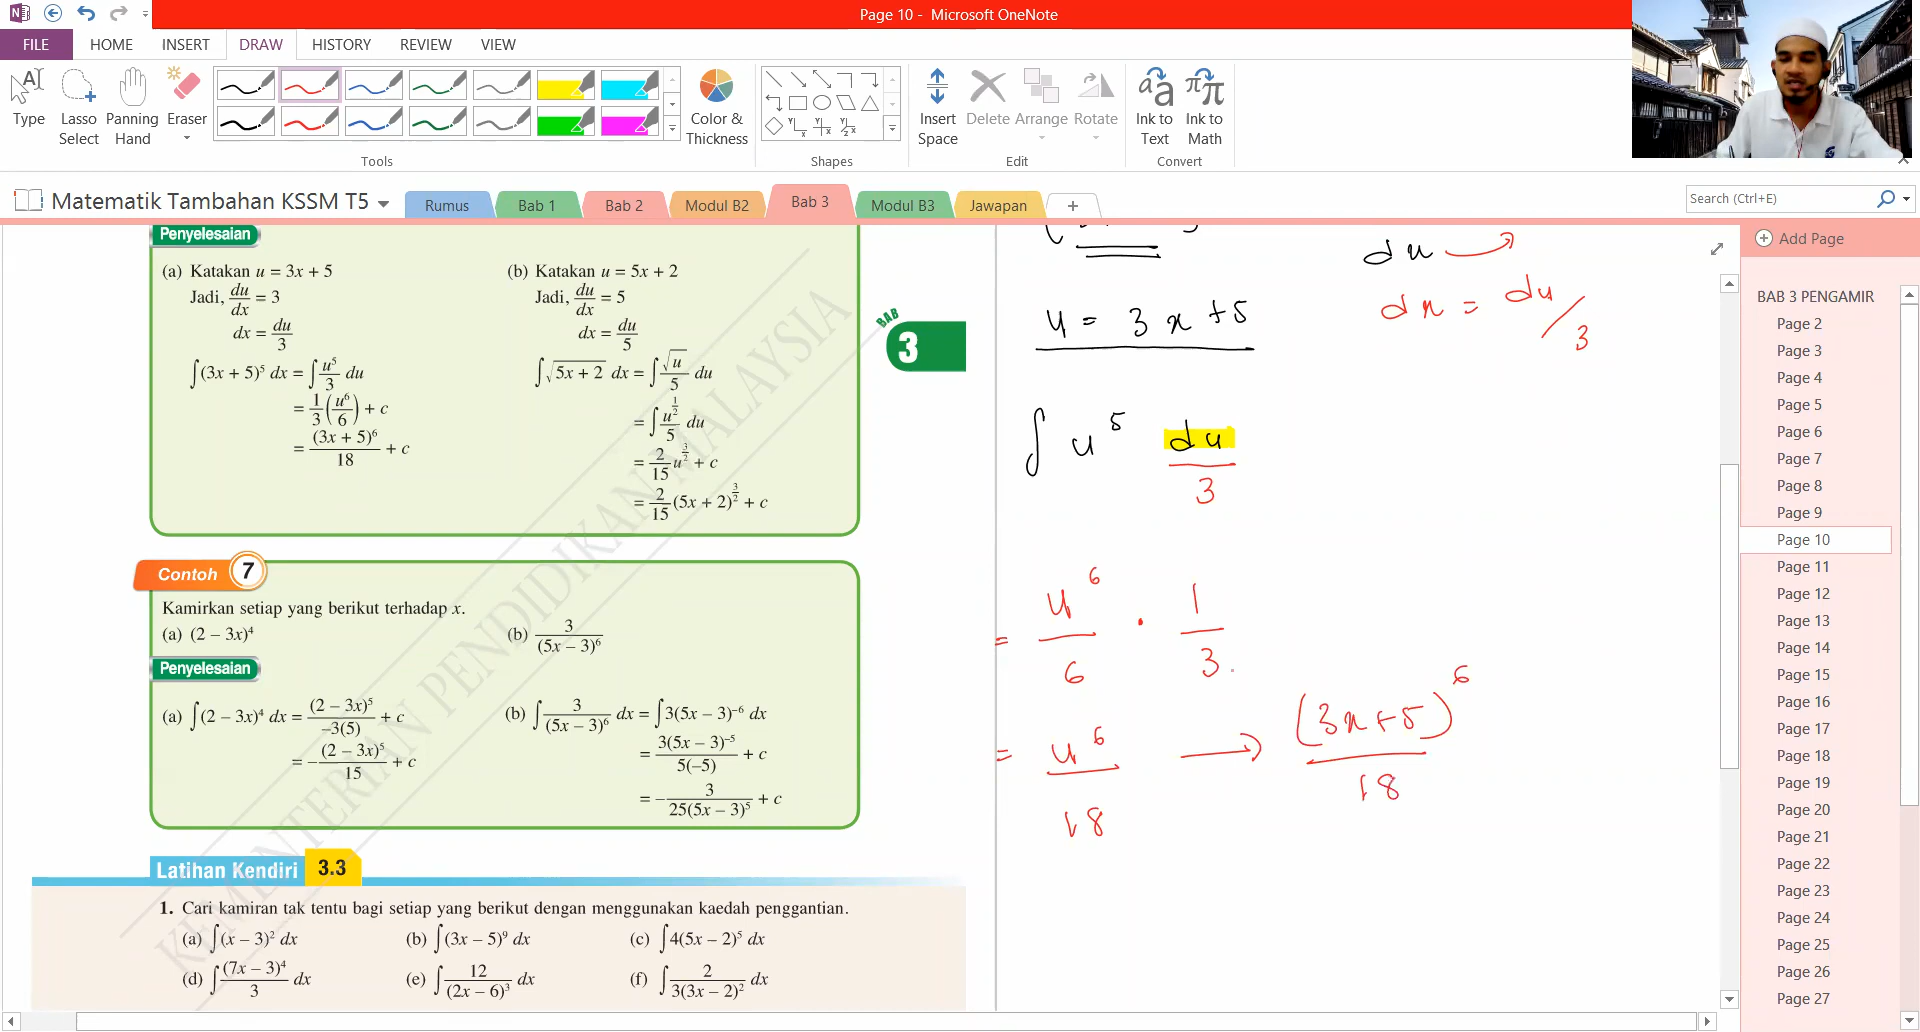 Page 10 - Microsoft OneNote
FILE HOME INSERT DRAW HISTORY REVIEW VIEW
Type
Lasso Select
Panning Hand
Eraser
Color & Thickness
Insert Space
Delete
Arrange
Rotate
Ink to Text
Ink to Math
Tools
Shapes
Edit
Convert
Matematik Tambahan KSSM T5
Rumus
Bab 1
Bab 2
Modul B2
Bab 3
Modul B3
Jawapan
+
Search (Ctrl+E)
Penyelesaian
(a) Katakan u = 3x + 5
Jadi, du/dx = 3
dx = du/3
∫(3x + 5)⁵ dx = ∫ u⁵/3 du
= 1/3 (u⁶/6) + c
= (3x + 5)⁶/18 + c
(b) Katakan u = 5x + 2
Jadi, du/dx = 5
dx = du/5
∫√(5x + 2) dx = ∫ √u/5 du
= ∫ u^(1/2)/5 du
= 2/15 u^(3/2) + c
= 2/15 (5x + 2)^(3/2) + c
BAB
3
Contoh 7
Kamirkan setiap yang berikut terhadap x.
(a) (2 – 3x)⁴
(b) 3/(5x – 3)⁶
Penyelesaian
(a) ∫(2 – 3x)⁴ dx = (2 – 3x)⁵/–3(5) + c
= –(2 – 3x)⁵/15 + c
(b) ∫ 3/(5x – 3)⁶ dx = ∫3(5x – 3)⁻⁶ dx
= 3(5x – 3)⁻⁵/5(–5) + c
= – 3/25(5x – 3)⁵ + c
Latihan Kendiri 3.3
1. Cari kamiran tak tentu bagi setiap yang berikut dengan menggunakan kaedah penggantian.
(a) ∫(x – 3)² dx
(b) ∫(3x – 5)⁹ dx
(c) ∫4(5x – 2)⁵ dx
(d) ∫ (7x – 3)⁴/3 dx
(e) ∫ 12/(2x – 6)³ dx
(f) ∫ 2/3(3x – 2)² dx
KEMENTERIAN PENDIDIKAN MALAYSIA
du →
dx = du/3
u = 3x + 5
∫ u⁵ du/3
= u⁶/6 · 1/3
= u⁶/18 → (3x+5)⁶/18
Add Page
BAB 3 PENGAMIR
Page 2
Page 3
Page 4
Page 5
Page 6
Page 7
Page 8
Page 9
Page 10
Page 11
Page 12
Page 13
Page 14
Page 15
Page 16
Page 17
Page 18
Page 19
Page 20
Page 21
Page 22
Page 23
Page 24
Page 25
Page 26
Page 27